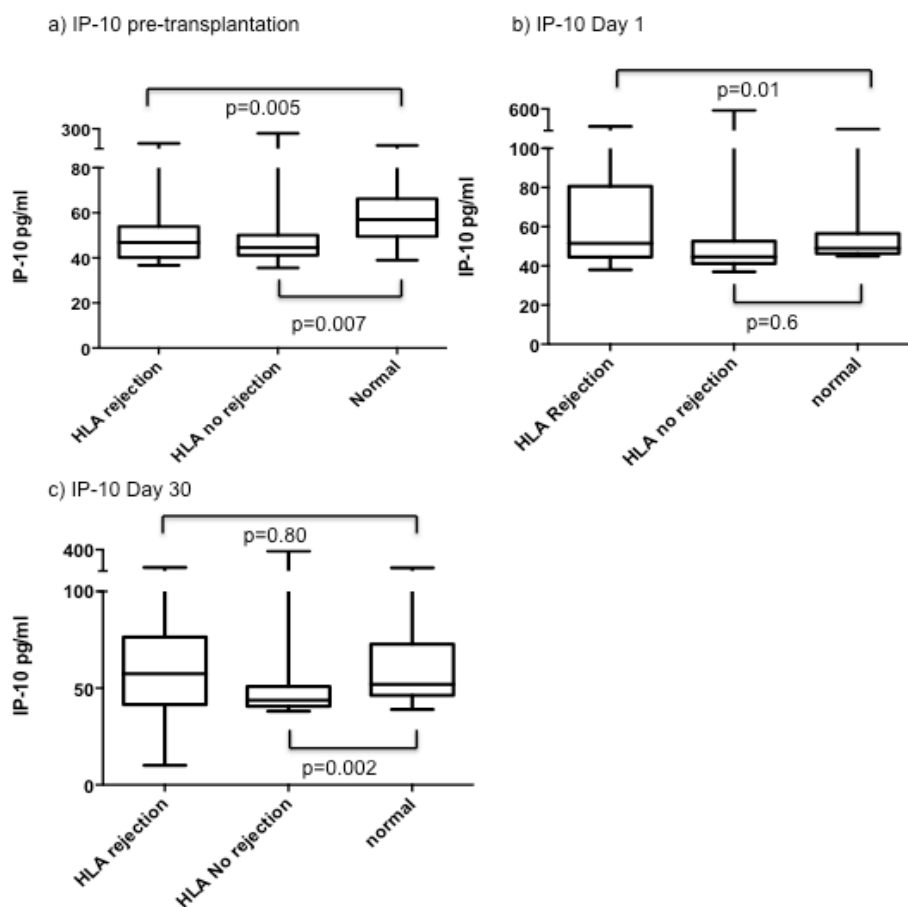 a) IP-10 pre-transplantation
p=0.005
300
80
60
40
20
0
IP-10 pg/ml
p=0.007
HLA rejection
HLA no rejection
Normal
b) IP-10 Day 1
p=0.01
600
100
80
60
40
20
0
IP-10 pg/ml
p=0.6
HLA Rejection
HLA no rejection
normal
c) IP-10 Day 30
p=0.80
400
100
50
0
IP-10 pg/ml
p=0.002
HLA rejection
HLA No rejection
normal